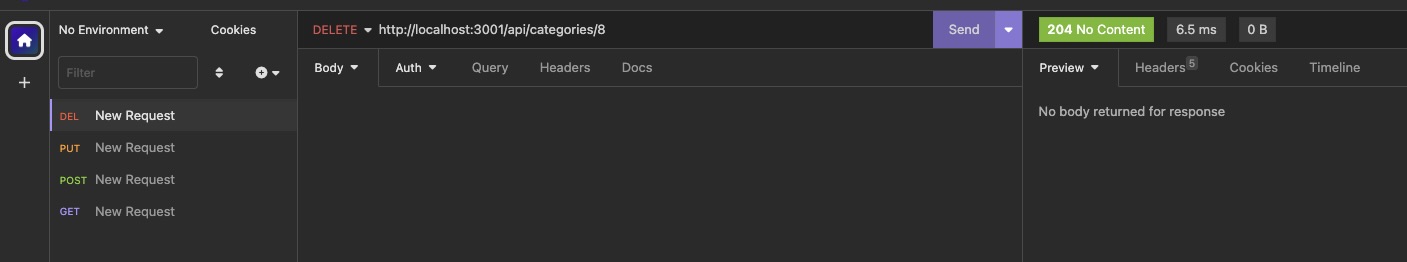 No Environment Cookies DELETE http://localhost:3001/api/categories/8 Send 204 No Content 6.5 ms 0 B
Filter Body Auth Query Headers Docs Preview Headers 5 Cookies Timeline
DEL New Request No body returned for response
PUT New Request
POST New Request
GET New Request